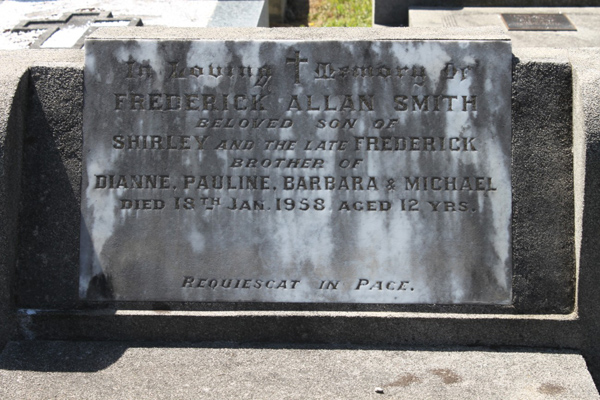 In Loving Memory of
FREDERICK ALLAN SMITH
BELOVED SON OF
SHIRLEY AND THE LATE FREDERICK
BROTHER OF
DIANNE, PAULINE, BARBARA & MICHAEL
DIED 18TH JAN. 1958, AGED 12 YRS.
REQUIESCAT IN PACE.